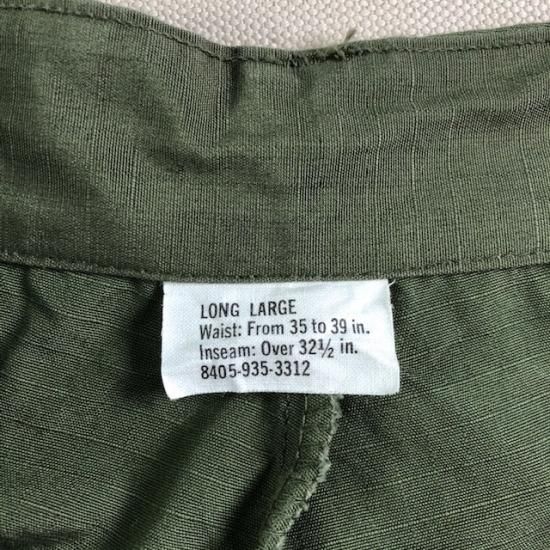 LONG LARGE
Waist: From 35 to 39 in.
Inseam: Over 32½ in.
8405-935-3312